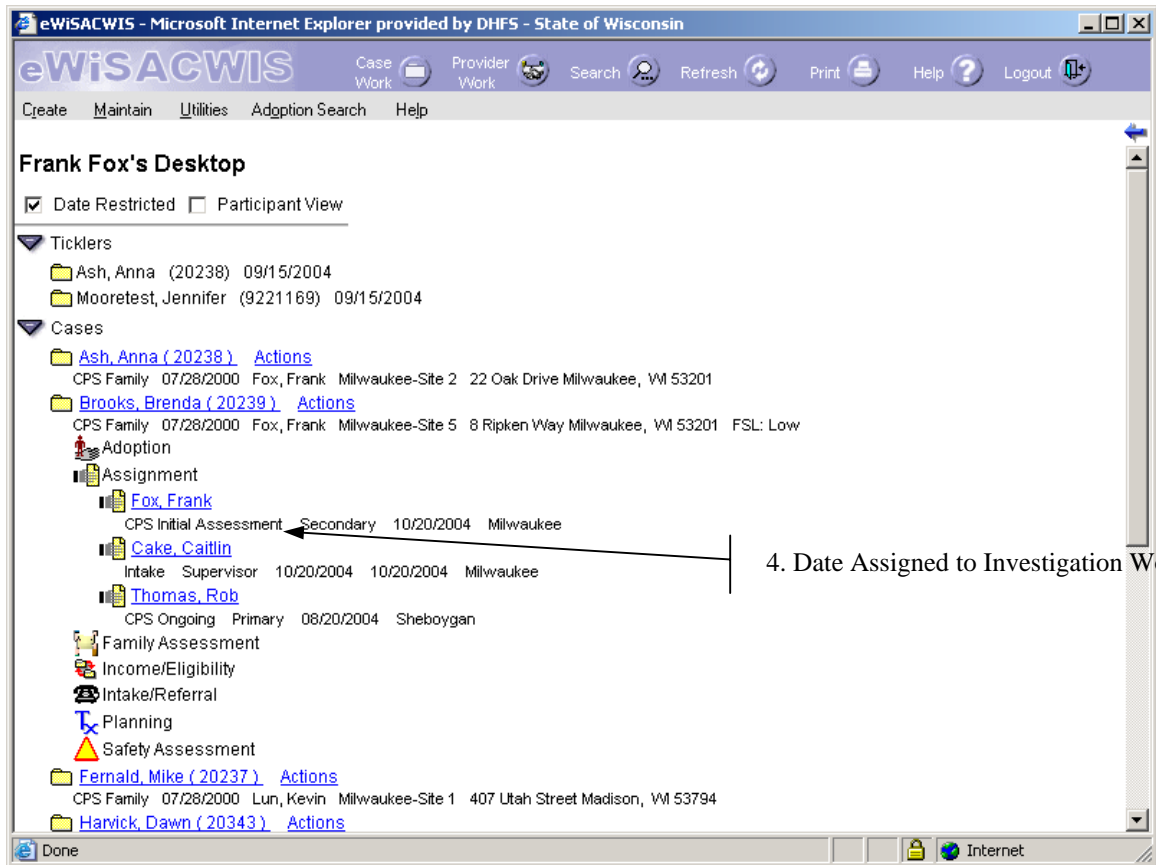 eWiSACWIS - Microsoft Internet Explorer provided by DHFS - State of Wisconsin
eWiSACWIS Case Work Provider Work Search Refresh Print Help Logout
Create Maintain Utilities Adoption Search Help
Frank Fox's Desktop
Date Restricted Participant View
Ticklers
Ash, Anna (20238) 09/15/2004
Mooretest, Jennifer (9221169) 09/15/2004
Cases
Ash, Anna ( 20238 ) Actions
CPS Family 07/28/2000 Fox, Frank Milwaukee-Site 2 22 Oak Drive Milwaukee, WI 53201
Brooks, Brenda ( 20239 ) Actions
CPS Family 07/28/2000 Fox, Frank Milwaukee-Site 5 8 Ripken Way Milwaukee, WI 53201 FSL: Low
Adoption
Assignment
Fox, Frank
CPS Initial Assessment Secondary 10/20/2004 Milwaukee
Cake, Caitlin
4. Date Assigned to Investigation
Intake Supervisor 10/20/2004 10/20/2004 Milwaukee
Thomas, Rob
CPS Ongoing Primary 08/20/2004 Sheboygan
Family Assessment
Income/Eligibility
Intake/Referral
Tx Planning
Safety Assessment
Fernald, Mike ( 20237 ) Actions
CPS Family 07/28/2000 Lun, Kevin Milwaukee-Site 1 407 Utah Street Madison, WI 53794
Harvick, Dawn ( 20343 ) Actions
Done Internet